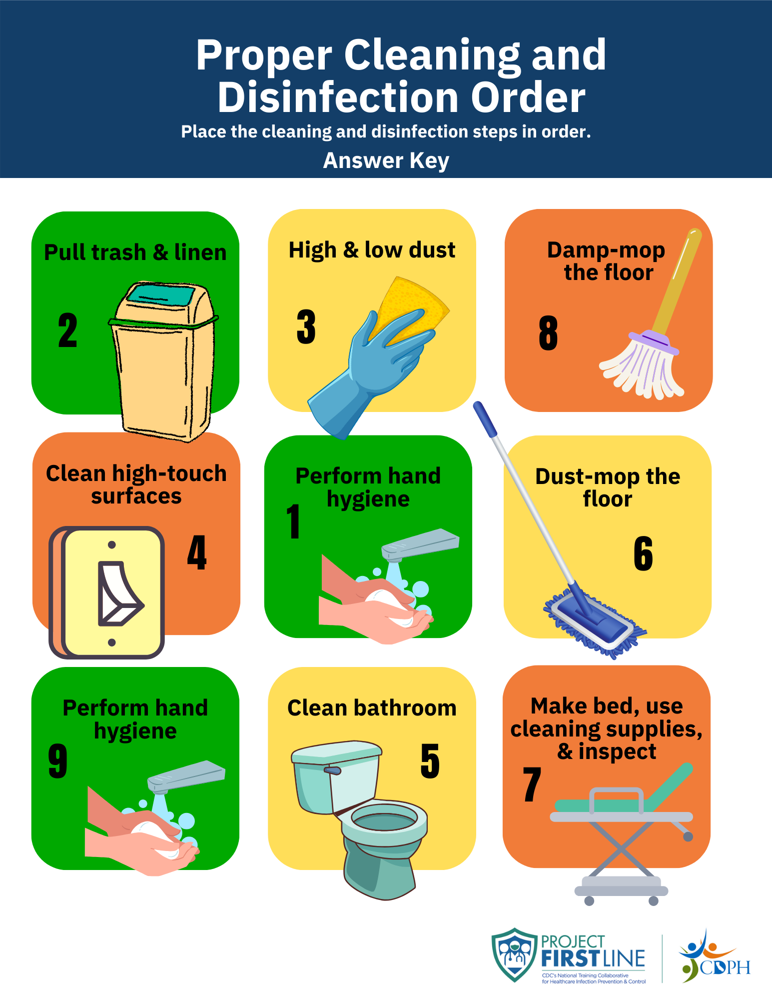 Proper Cleaning and
Disinfection Order
Place the cleaning and disinfection steps in order.
Answer Key
Pull trash & linen
2
High & low dust
3
Damp-mop
the floor
8
Clean high-touch
surfaces
4
Perform hand
hygiene
1
Dust-mop the
floor
6
Perform hand
hygiene
9
Clean bathroom
5
Make bed, use
cleaning supplies,
& inspect
7
PROJECT
FIRSTLINE
CDC's National Training Collaborative
for Healthcare Infection Prevention & Control
CDPH